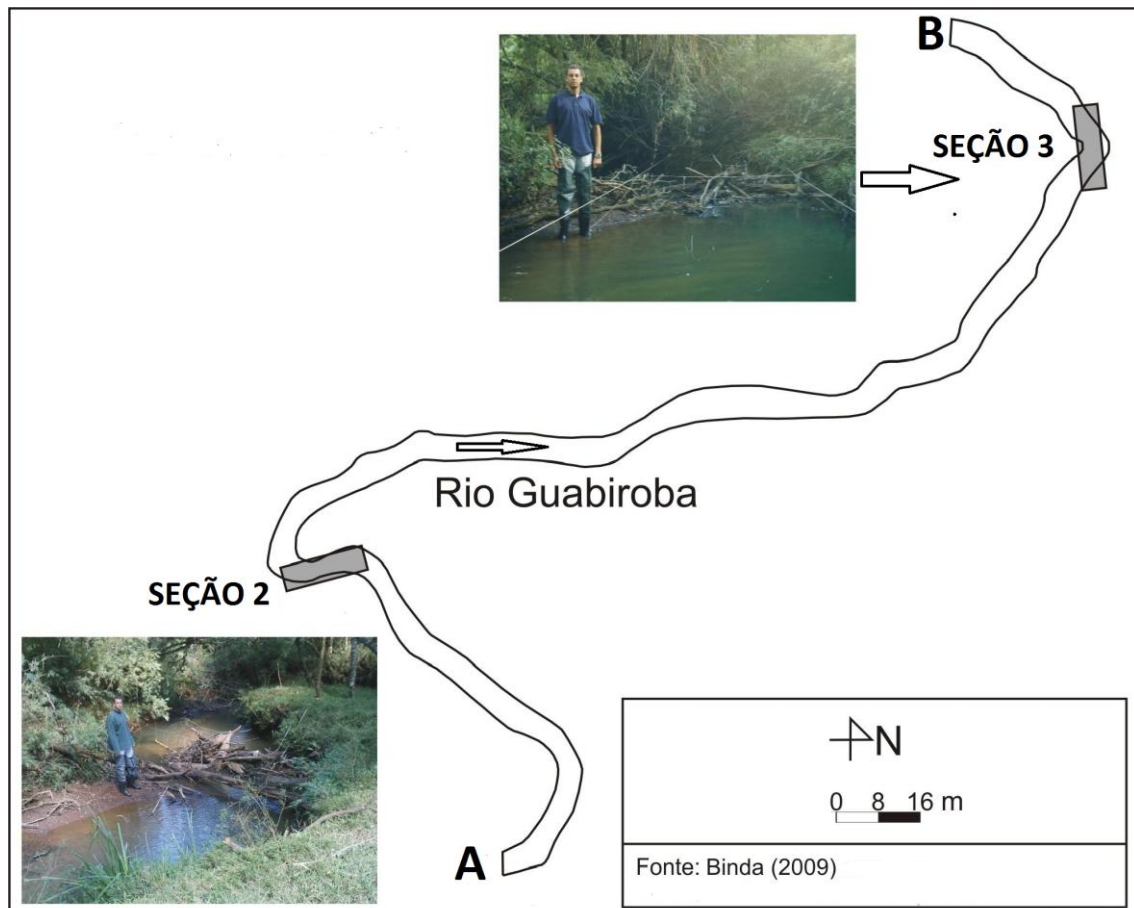 B
SEÇÃO 3
Rio Guabiroba
SEÇÃO 2
A
N
0 8 16 m
Fonte: Binda (2009)